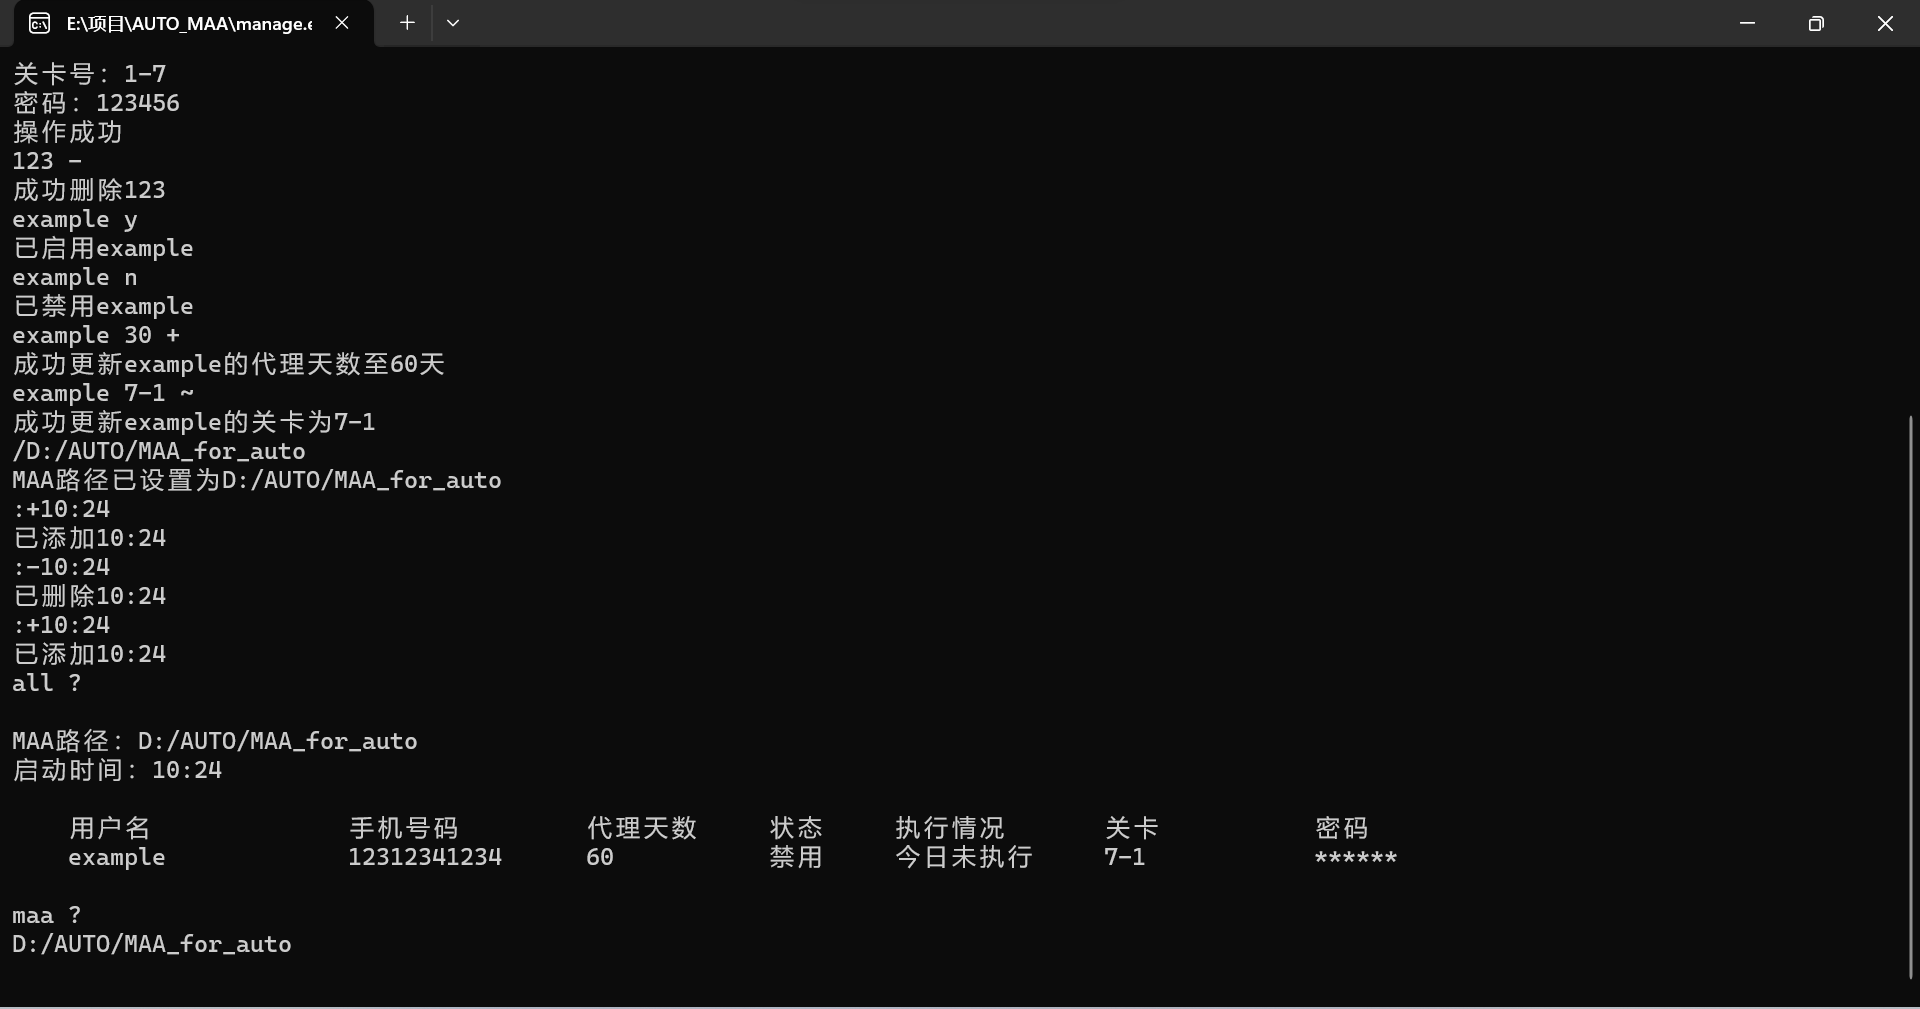 E:\项目\AUTO_MAA\manage.e
关卡号：1-7
密码：123456
操作成功
123 -
成功删除123
example y
已启用example
example n
已禁用example
example 30 +
成功更新example的代理天数至60天
example 7-1 ~
成功更新example的关卡为7-1
/D:/AUTO/MAA_for_auto
MAA路径已设置为D:/AUTO/MAA_for_auto
:+10:24
已添加10:24
:-10:24
已删除10:24
:+10:24
已添加10:24
all ?
MAA路径：D:/AUTO/MAA_for_auto
启动时间：10:24
用户名 手机号码 代理天数 状态 执行情况 关卡 密码
example 12312341234 60 禁用 今日未执行 7-1 ******
maa ?
D:/AUTO/MAA_for_auto